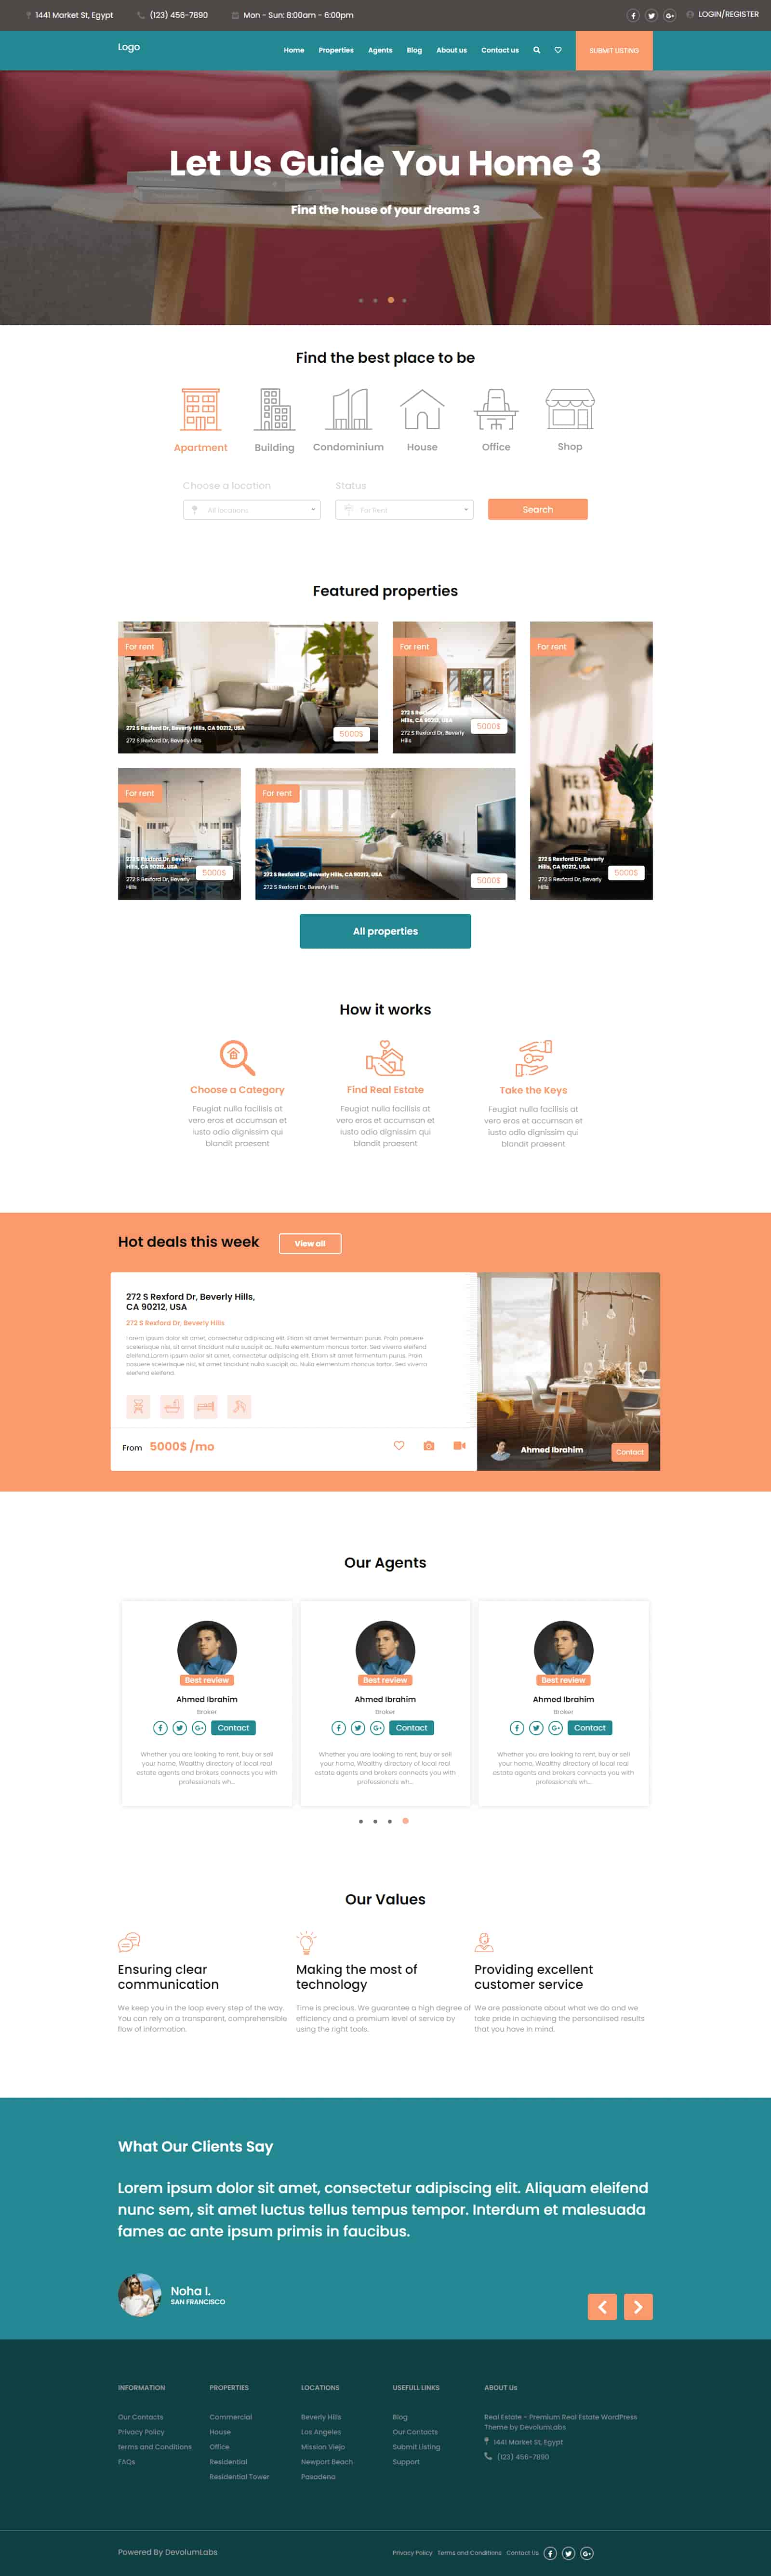 1441 Market St, Egypt (123) 456-7890 Mon - Sun: 8:00am - 6:00pm LOGIN/REGISTER
Logo Home Properties Agents Blog About us Contact us SUBMIT LISTING
Let Us Guide You Home 3
Find the house of your dreams 3
Find the best place to be
Apartment Building Condominium House Office Shop
Choose a location Status
All locations For Rent Search
Featured properties
For rent
272 S Rexford Dr, Beverly Hills, CA 90212, USA
272 S Rexford Dr, Beverly Hills
5000$
For rent
272 S Rexford Dr, Beverly
Hills, CA 90212, USA
272 S Rexford Dr, Beverly
Hills
5000$
For rent
272 S Rexford Dr, Beverly
Hills, CA 90212, USA
272 S Rexford Dr, Beverly
Hills
5000$
For rent
272 S Rexford Dr, Beverly
Hills, CA 90212, USA
272 S Rexford Dr, Beverly
Hills
5000$
For rent
272 S Rexford Dr, Beverly Hills, CA 90212, USA
272 S Rexford Dr, Beverly Hills
5000$
All properties
How it works
Choose a Category
Feugiat nulla facilisis at
vero eros et accumsan et
iusto odio dignissim qui
blandit praesent
Find Real Estate
Feugiat nulla facilisis at
vero eros et accumsan et
iusto odio dignissim qui
blandit praesent
Take the Keys
Feugiat nulla facilisis at
vero eros et accumsan et
iusto odio dignissim qui
blandit praesent
Hot deals this week View all
272 S Rexford Dr, Beverly Hills,
CA 90212, USA
272 S Rexford Dr, Beverly Hills
Lorem ipsum dolor sit amet, consectetur adipiscing elit. Etiam sit amet fermentum purus. Proin posuere
scelerisque nisi, sit amet tincidunt nulla suscipit ac. Nulla elementum rhoncus tortor. Sed viverra eleifend
eleifend.Lorem ipsum dolor sit amet, consectetur adipiscing elit. Etiam sit amet fermentum purus. Proin
posuere scelerisque nisi, sit amet tincidunt nulla suscipit ac. Nulla elementum rhoncus tortor. Sed viverra
eleifend eleifend.
From 5000$ /mo
Ahmed Ibrahim Contact
Our Agents
Best review
Ahmed Ibrahim
Broker
Contact
Whether you are looking to rent, buy or sell
your home, Wealthy directory of local real
estate agents and brokers connects you with
professionals wh...
Best review
Ahmed Ibrahim
Broker
Contact
Whether you are looking to rent, buy or sell
your home, Wealthy directory of local real
estate agents and brokers connects you with
professionals wh...
Best review
Ahmed Ibrahim
Broker
Contact
Whether you are looking to rent, buy or sell
your home, Wealthy directory of local real
estate agents and brokers connects you with
professionals wh...
Our Values
Ensuring clear
communication
We keep you in the loop every step of the way.
You can rely on a transparent, comprehensible
flow of information.
Making the most of
technology
Time is precious. We guarantee a high degree of
efficiency and a premium level of service by
using the right tools.
Providing excellent
customer service
We are passionate about what we do and we
take pride in achieving the personalised results
that you have in mind.
What Our Clients Say
Lorem ipsum dolor sit amet, consectetur adipiscing elit. Aliquam eleifend
nunc sem, sit amet luctus tellus tempus tempor. Interdum et malesuada
fames ac ante ipsum primis in faucibus.
Noha I.
SAN FRANCISCO
INFORMATION
Our Contacts
Privacy Policy
terms and Conditions
FAQs
PROPERTIES
Commercial
House
Office
Residential
Residential Tower
LOCATIONS
Beverly Hills
Los Angeles
Mission Viejo
Newport Beach
Pasadena
USEFULL LINKS
Blog
Our Contacts
Submit Listing
Support
ABOUT Us
Real Estate - Premium Real Estate WordPress
Theme by DevolumLabs
1441 Market St, Egypt
(123) 456-7890
Powered By DevolumLabs Privacy Policy Terms and Conditions Contact Us